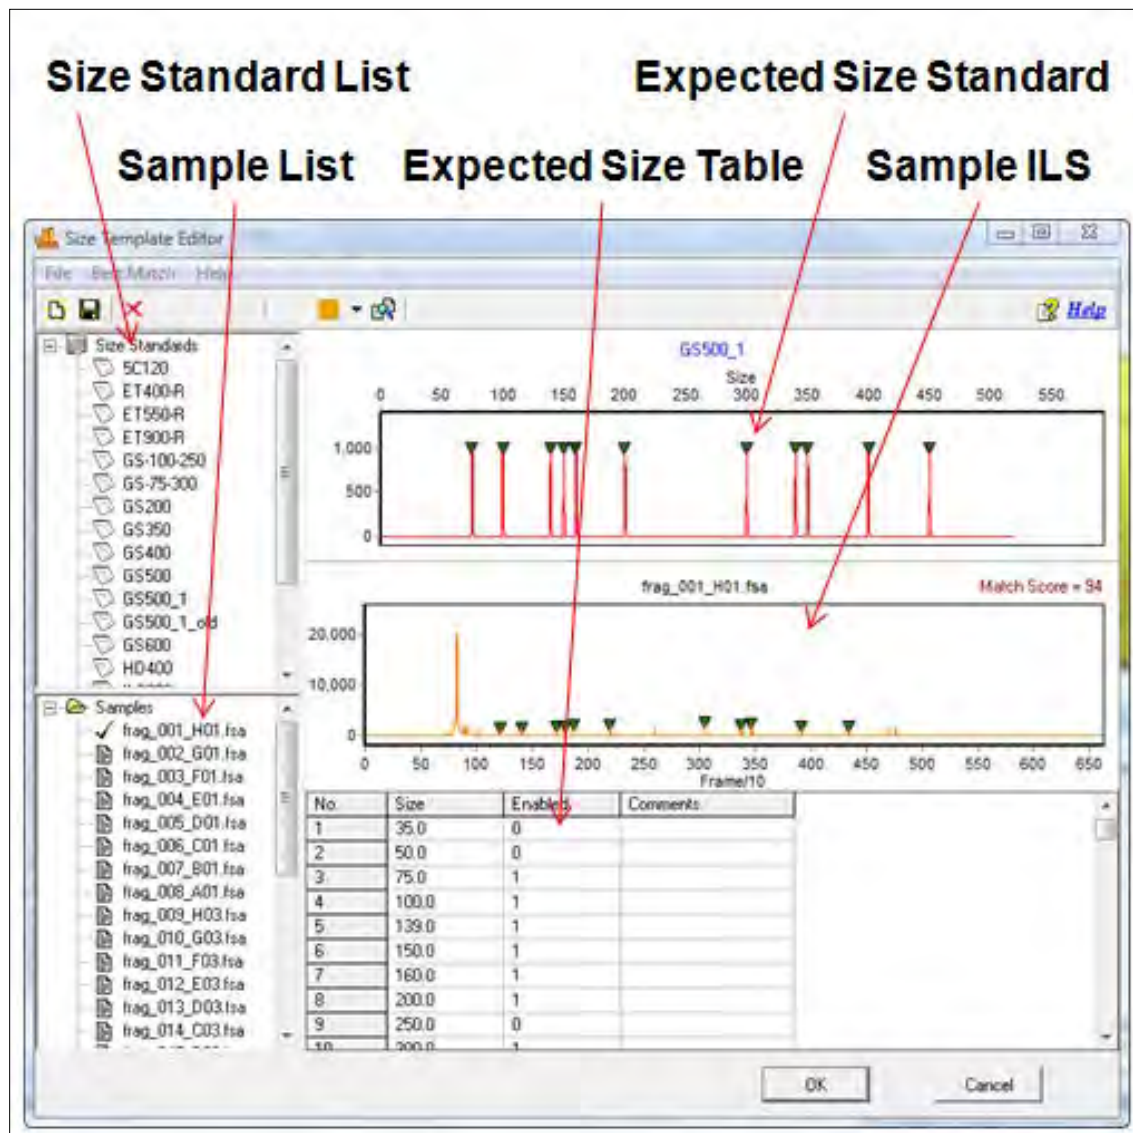 Size Standard List
Expected Size Standard
Sample List
Expected Size Table
Sample ILS
Size Template Editor
File Best Match Help
Help
Size Standards
SC120
ET400-R
ET550-R
ET900-R
GS-100-250
GS-75-300
GS200
GS350
GS400
GS500
GS500_1
GS500_1_old
GS600
HD400
GS500_1
Size
0 50 100 150 200 250 300 350 400 450 500 550
1,000
500
0
frag_001_H01.fsa
Match Score = 94
20,000
10,000
0
0 50 100 150 200 250 300 350 400 450 500 550 600 650
Frame/10
Samples
frag_001_H01.fsa
frag_002_G01.fsa
frag_003_F01.fsa
frag_004_E01.fsa
frag_005_D01.fsa
frag_006_C01.fsa
frag_007_B01.fsa
frag_008_A01.fsa
frag_009_H03.fsa
frag_010_G03.fsa
frag_011_F03.fsa
frag_012_E03.fsa
frag_013_D03.fsa
frag_014_C03.fsa
No. Size Enabled Comments
1 35.0 0
2 50.0 0
3 75.0 1
4 100.0 1
5 139.0 1
6 150.0 1
7 160.0 1
8 200.0 1
9 250.0 0
10 300.0 1
OK
Cancel